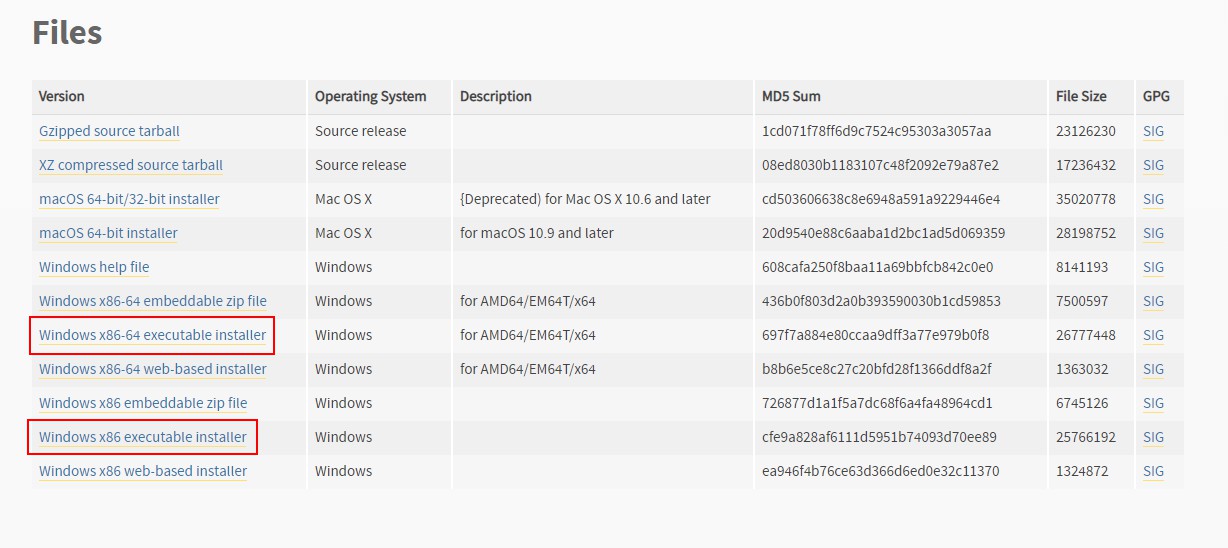 Files
Version Operating System Description MD5 Sum File Size GPG
Gzipped source tarball Source release 1cd071f78ff6d9c7524c95303a3057aa 23126230 SIG
XZ compressed source tarball Source release 08ed8030b1183107c48f2092e79a87e2 17236432 SIG
macOS 64-bit/32-bit installer Mac OS X {Deprecated) for Mac OS X 10.6 and later cd503606638c8e6948a591a9229446e4 35020778 SIG
macOS 64-bit installer Mac OS X for macOS 10.9 and later 20d9540e88c6aaba1d2bc1ad5d069359 28198752 SIG
Windows help file Windows 608cafa250f8baa11a69bbfcb842c0e0 8141193 SIG
Windows x86-64 embeddable zip file Windows for AMD64/EM64T/x64 436b0f803d2a0b393590030b1cd59853 7500597 SIG
Windows x86-64 executable installer Windows for AMD64/EM64T/x64 697f7a884e80ccaa9dff3a77e979b0f8 26777448 SIG
Windows x86-64 web-based installer Windows for AMD64/EM64T/x64 b8b6e5ce8c27c20bfd28f1366ddf8a2f 1363032 SIG
Windows x86 embeddable zip file Windows 726877d1a1f5a7dc68f6a4fa48964cd1 6745126 SIG
Windows x86 executable installer Windows cfe9a828af6111d5951b74093d70ee89 25766192 SIG
Windows x86 web-based installer Windows ea946f4b76ce63d366d6ed0e32c11370 1324872 SIG